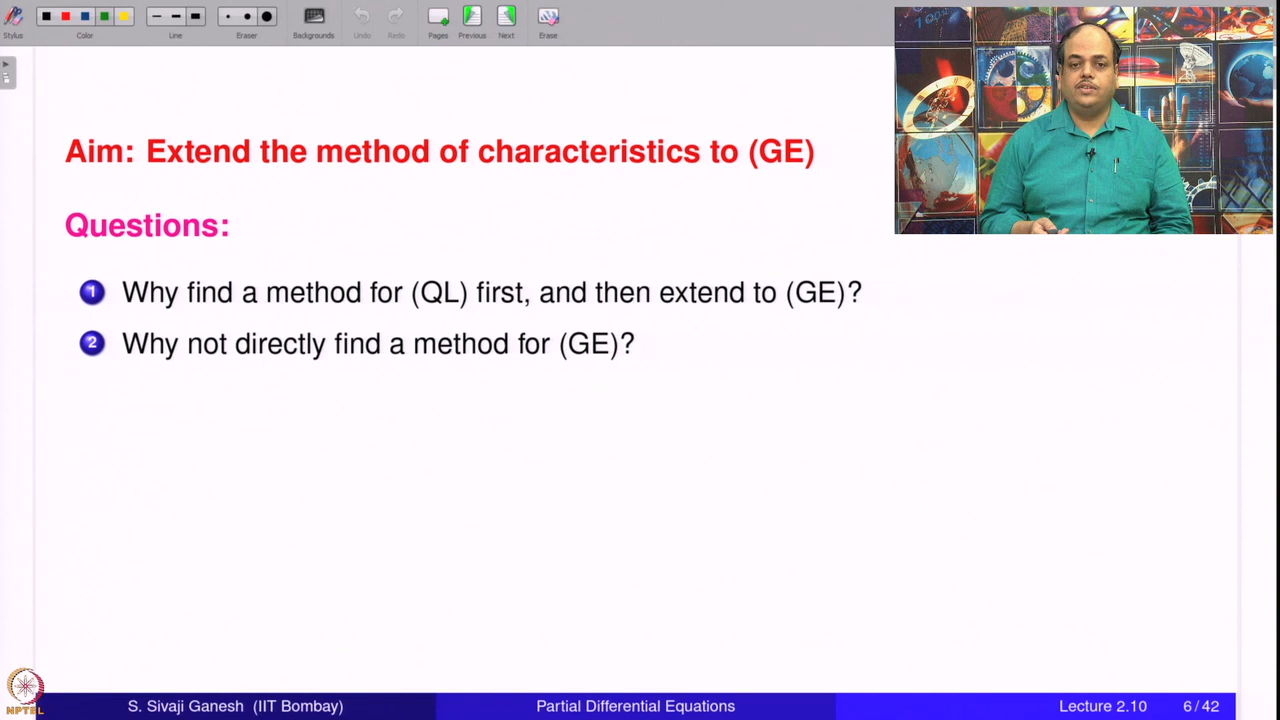 Stylus
Color
Line
Eraser
Backgrounds
Undo
Redo
Pages
Previous
Next
Erase
Aim: Extend the method of characteristics to (GE)
Questions:
1 Why find a method for (QL) first, and then extend to (GE)?
2 Why not directly find a method for (GE)?
NPTEL
S. Sivaji Ganesh (IIT Bombay)
Partial Differential Equations
Lecture 2.10
6 / 42